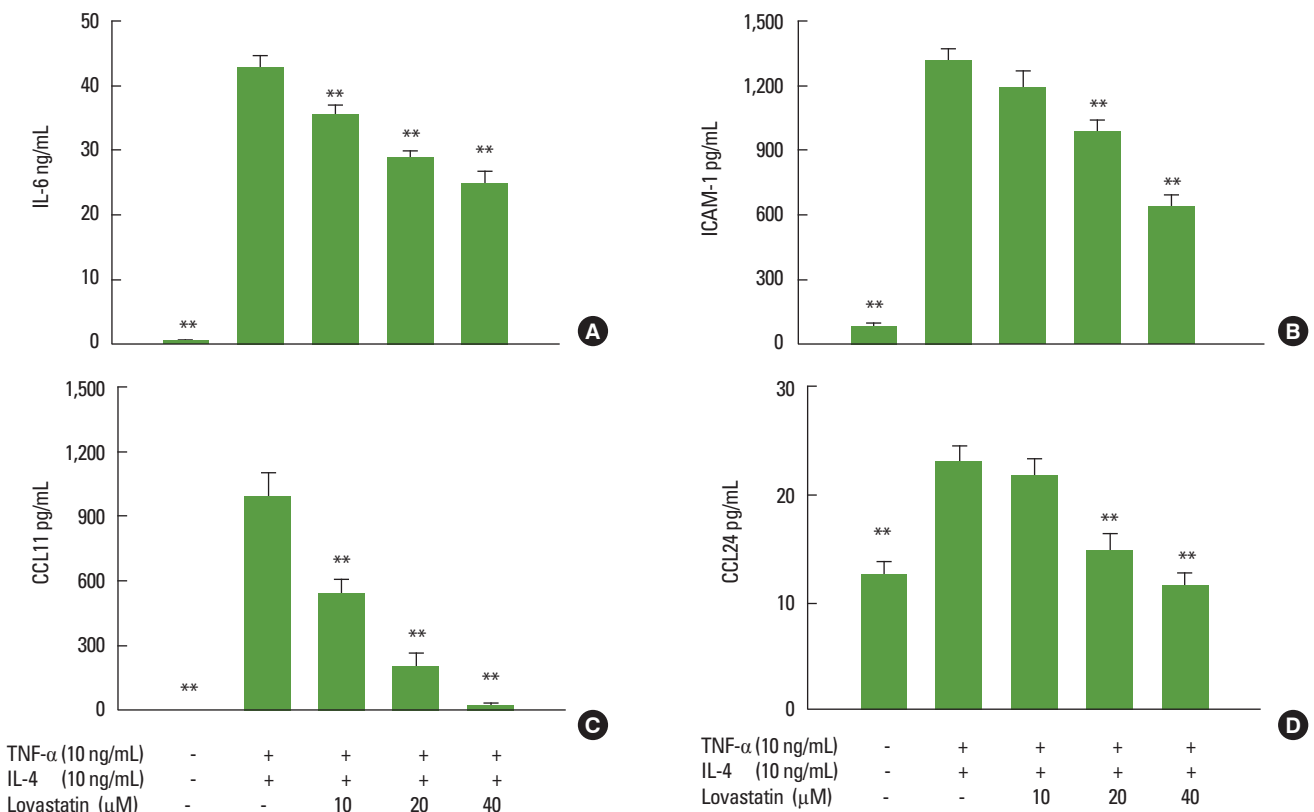 50
40
30
20
10
0
IL-6 ng/mL
**
**
**
**
A
1,500
1,200
900
600
300
0
ICAM-1 pg/mL
**
**
**
B
1,500
1,200
900
600
300
0
CCL11 pg/mL
**
**
**
**
C
30
20
10
0
CCL24 pg/mL
**
**
**
D
TNF-α (10 ng/mL) - + + + +
IL-4 (10 ng/mL) - + + + +
Lovastatin (μM) - - 10 20 40
TNF-α (10 ng/mL) - + + + +
IL-4 (10 ng/mL) - + + + +
Lovastatin (μM) - - 10 20 40